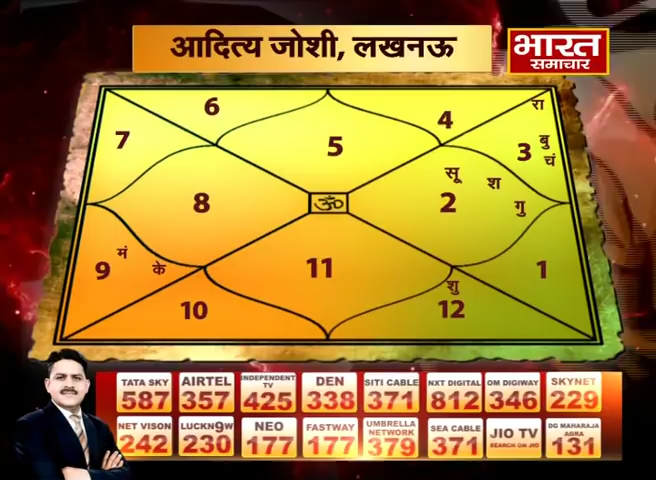 आदित्य जोशी, लखनऊ
भारत
समाचार
6
7
5
4
रा
3
बु
चं
8
ॐ
सू
श
2
गु
9
मं
के
11
1
10
शु
12
TATA SKY
587
AIRTEL
357
INDEPENDENT
TV
425
DEN
338
SITI CABLE
371
NXT DIGITAL
812
OM DIGIWAY
346
SKYNET
229
NET VISON
242
LUCKN9W
230
NEO
177
FASTWAY
177
UMBRELLA
NETWORK
379
SEA CABLE
371
JIO TV
SEARCH ON JIO
DG MAHARAJA
AGRA
131